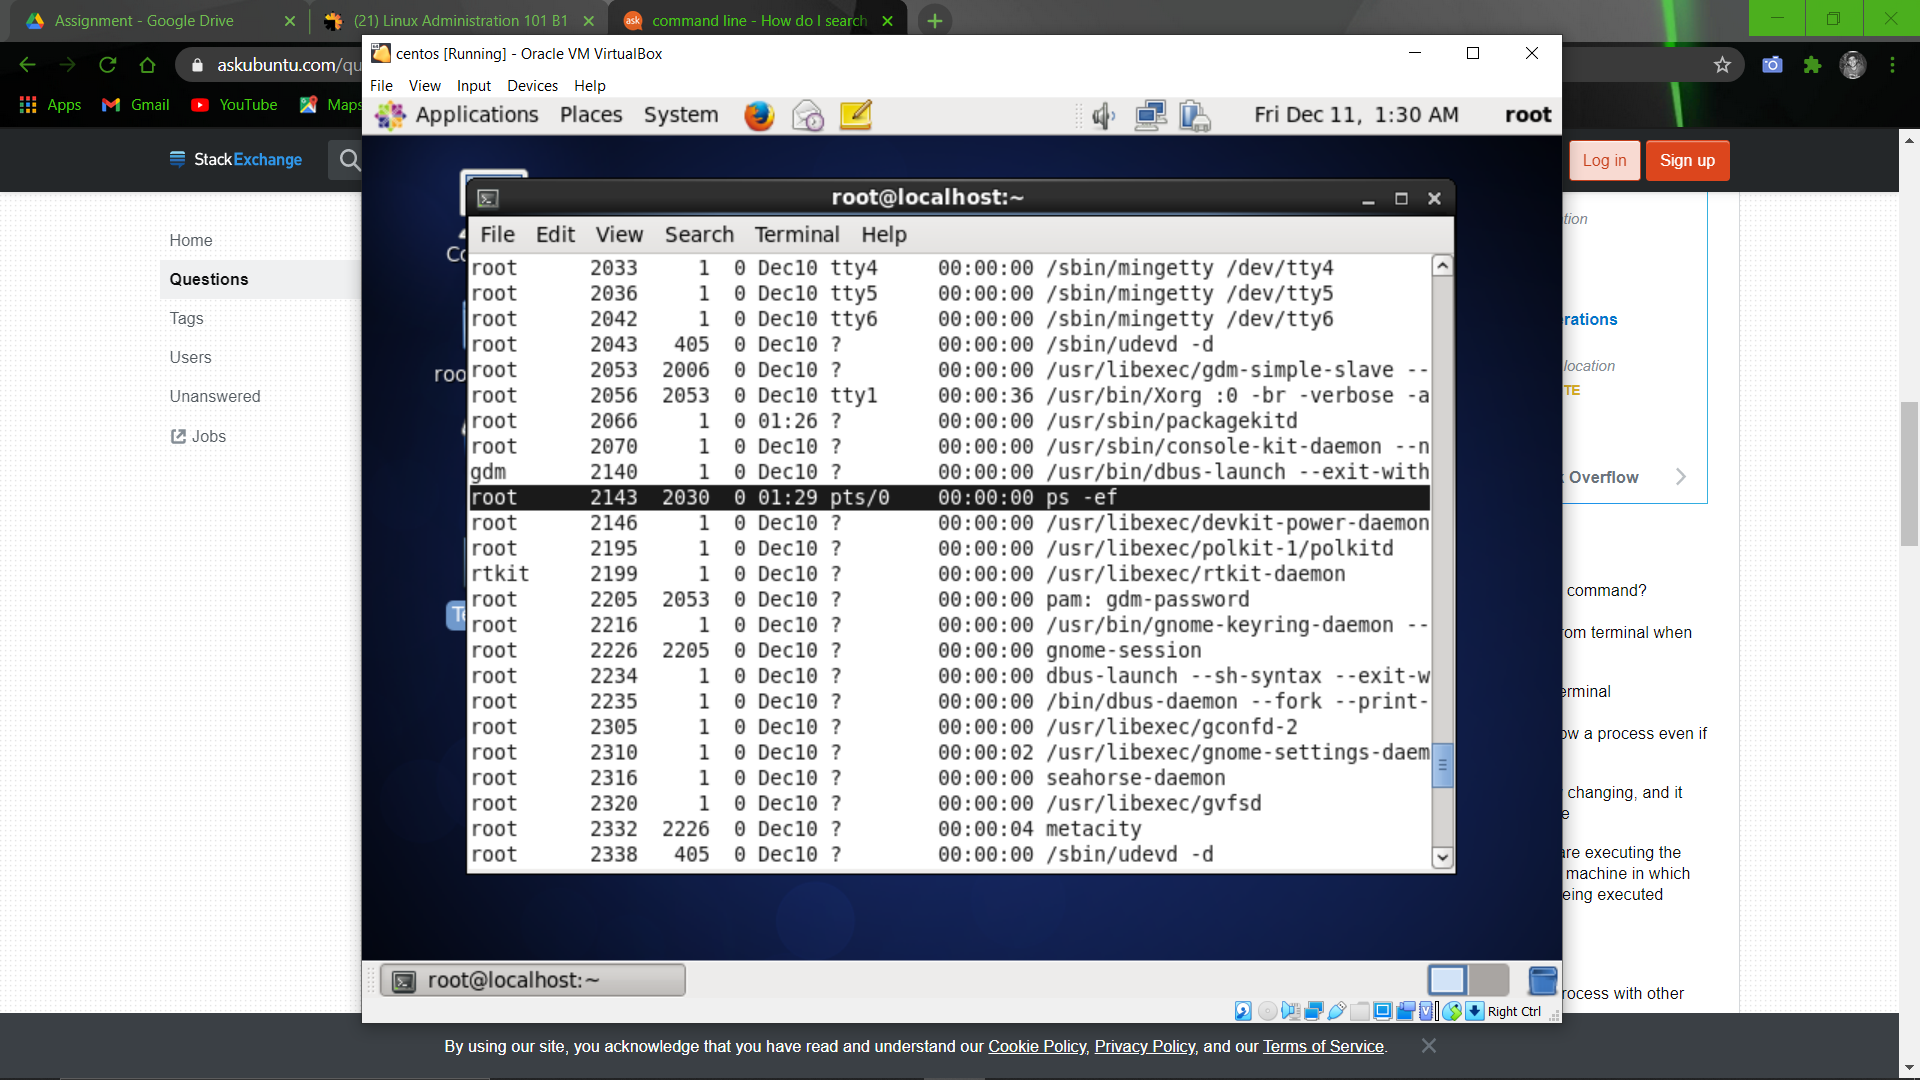 Assignment - Google Drive
(21) Linux Administration 101 B1
command line - How do I search
askubuntu.com/qu
Apps
Gmail
YouTube
Maps
centos [Running] - Oracle VM VirtualBox
File View Input Devices Help
Applications Places System
Fri Dec 11, 1:30 AM
root
StackExchange
Log in
Sign up
Home
Questions
Tags
Users
Unanswered
Jobs
root@localhost:~
File Edit View Search Terminal Help
root 2033 1 0 Dec10 tty4 00:00:00 /sbin/mingetty /dev/tty4
root 2036 1 0 Dec10 tty5 00:00:00 /sbin/mingetty /dev/tty5
root 2042 1 0 Dec10 tty6 00:00:00 /sbin/mingetty /dev/tty6
root 2043 405 0 Dec10 ? 00:00:00 /sbin/udevd -d
root 2053 2006 0 Dec10 ? 00:00:00 /usr/libexec/gdm-simple-slave --
root 2056 2053 0 Dec10 tty1 00:00:36 /usr/bin/Xorg :0 -br -verbose -a
root 2066 1 0 01:26 ? 00:00:00 /usr/sbin/packagekitd
root 2070 1 0 Dec10 ? 00:00:00 /usr/sbin/console-kit-daemon --n
gdm 2140 1 0 Dec10 ? 00:00:00 /usr/bin/dbus-launch --exit-with
root 2143 2030 0 01:29 pts/0 00:00:00 ps -ef
root 2146 1 0 Dec10 ? 00:00:00 /usr/libexec/devkit-power-daemon
root 2195 1 0 Dec10 ? 00:00:00 /usr/libexec/polkit-1/polkitd
rtkit 2199 1 0 Dec10 ? 00:00:00 /usr/libexec/rtkit-daemon
root 2205 2053 0 Dec10 ? 00:00:00 pam: gdm-password
root 2216 1 0 Dec10 ? 00:00:00 /usr/bin/gnome-keyring-daemon --
root 2226 2205 0 Dec10 ? 00:00:00 gnome-session
root 2234 1 0 Dec10 ? 00:00:00 dbus-launch --sh-syntax --exit-w
root 2235 1 0 Dec10 ? 00:00:00 /bin/dbus-daemon --fork --print-
root 2305 1 0 Dec10 ? 00:00:00 /usr/libexec/gconfd-2
root 2310 1 0 Dec10 ? 00:00:02 /usr/libexec/gnome-settings-daem
root 2316 1 0 Dec10 ? 00:00:00 seahorse-daemon
root 2320 1 0 Dec10 ? 00:00:00 /usr/libexec/gvfsd
root 2332 2226 0 Dec10 ? 00:00:04 metacity
root 2338 405 0 Dec10 ? 00:00:00 /sbin/udevd -d
root@localhost:~
Right Ctrl
tion
rations
location
TE
Overflow
command?
om terminal when
erminal
ow a process even if
changing, and it
e
are executing the
machine in which
eing executed
rocess with other
By using our site, you acknowledge that you have read and understand our Cookie Policy, Privacy Policy, and our Terms of Service.